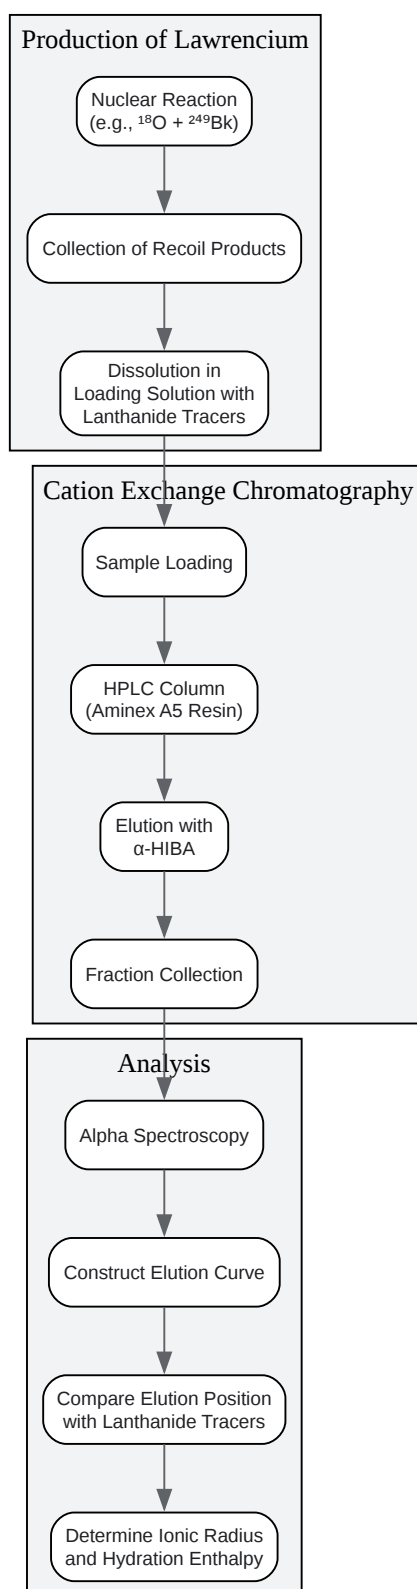 Production of Lawrencium
Nuclear Reaction
(e.g., ¹⁸O + ²⁴⁹Bk)
Collection of Recoil Products
Dissolution in
Loading Solution with
Lanthanide Tracers
Cation Exchange Chromatography
Sample Loading
HPLC Column
(Aminex A5 Resin)
Elution with
α-HIBA
Fraction Collection
Analysis
Alpha Spectroscopy
Construct Elution Curve
Compare Elution Position
with Lanthanide Tracers
Determine Ionic Radius
and Hydration Enthalpy